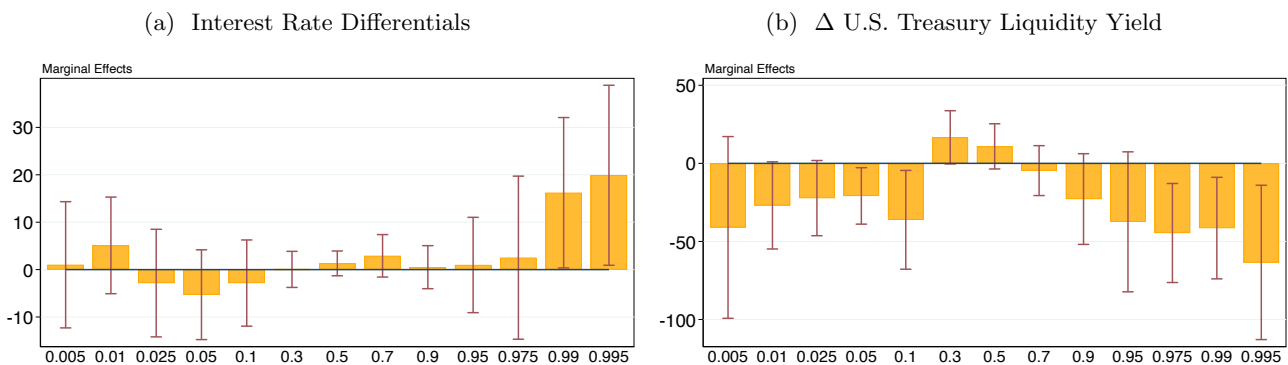 (a) Interest Rate Differentials
(b) Δ U.S. Treasury Liquidity Yield
Marginal Effects
30
20
10
0
-10
0.005 0.01 0.025 0.05 0.1 0.3 0.5 0.7 0.9 0.95 0.975 0.99 0.995
Marginal Effects
50
0
-50
-100
0.005 0.01 0.025 0.05 0.1 0.3 0.5 0.7 0.9 0.95 0.975 0.99 0.995